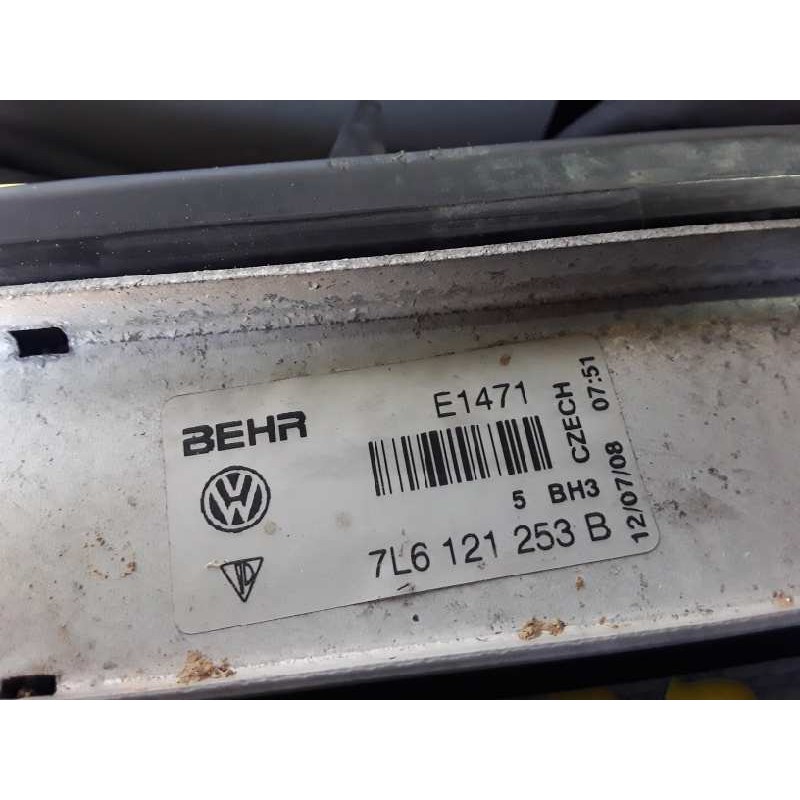 BEHR
E1471
5 BH3
7L6 121 253 B
CZECH 07:51
12/07/08